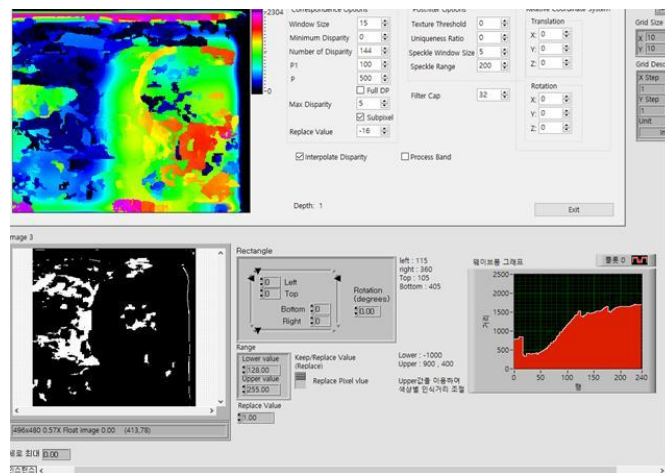 2304
0
Correspondence Options
Window Size 15
Minimum Disparity 0
Number of Disparity 144
P1 100
P 500
Full DP
Max Disparity 5
Subpixel
Replace Value -16
Interpolate Disparity
Process Band
Depth: 1
Postfilter Options
Texture Threshold 0
Uniqueness Ratio 0
Speckle Window Size 5
Speckle Range 200
Filter Cap 32
Relative Coordinate System
Translation
X: 0
Y: 0
Z: 0
Rotation
X: 0
Y: 0
Z: 0
Exit
Grid Size
X 10
Y 10
Grid Desc
X Step
1
Y Step
1
Unit
mage 3
496x480 0.57X Float image 0.00 (413,78)
세로 최대 0.00
Rectangle
0 Left
0 Top
Bottom 0
Right 0
Rotation
(degrees)
0.00
left : 115
right : 360
Top : 105
Bottom : 405
Range
Lower value
128.00
Upper value
255.00
Replace Value
1.00
Keep/Replace Value
(Replace)
Replace Pixel vlue
Lower : -1000
Upper : 900 , 400
Upper값를 이용하여
색상별 인식거리 조절
웨이브폼 그래프
플롯 0
거리
2500
2000
1500
1000
500
0
0 50 100 150 200 240
행